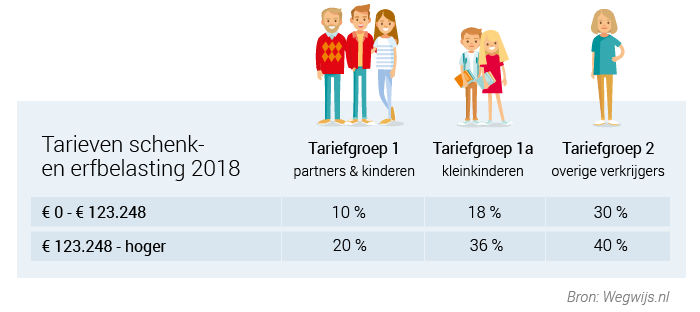 Tarieven schenk-
en erfbelasting 2018
Tariefgroep 1
partners & kinderen
Tariefgroep 1a
kleinkinderen
Tariefgroep 2
overige verkrijgers
€ 0 - € 123.248 10 % 18 % 30 %
€ 123.248 - hoger 20 % 36 % 40 %
Bron: Wegwijs.nl